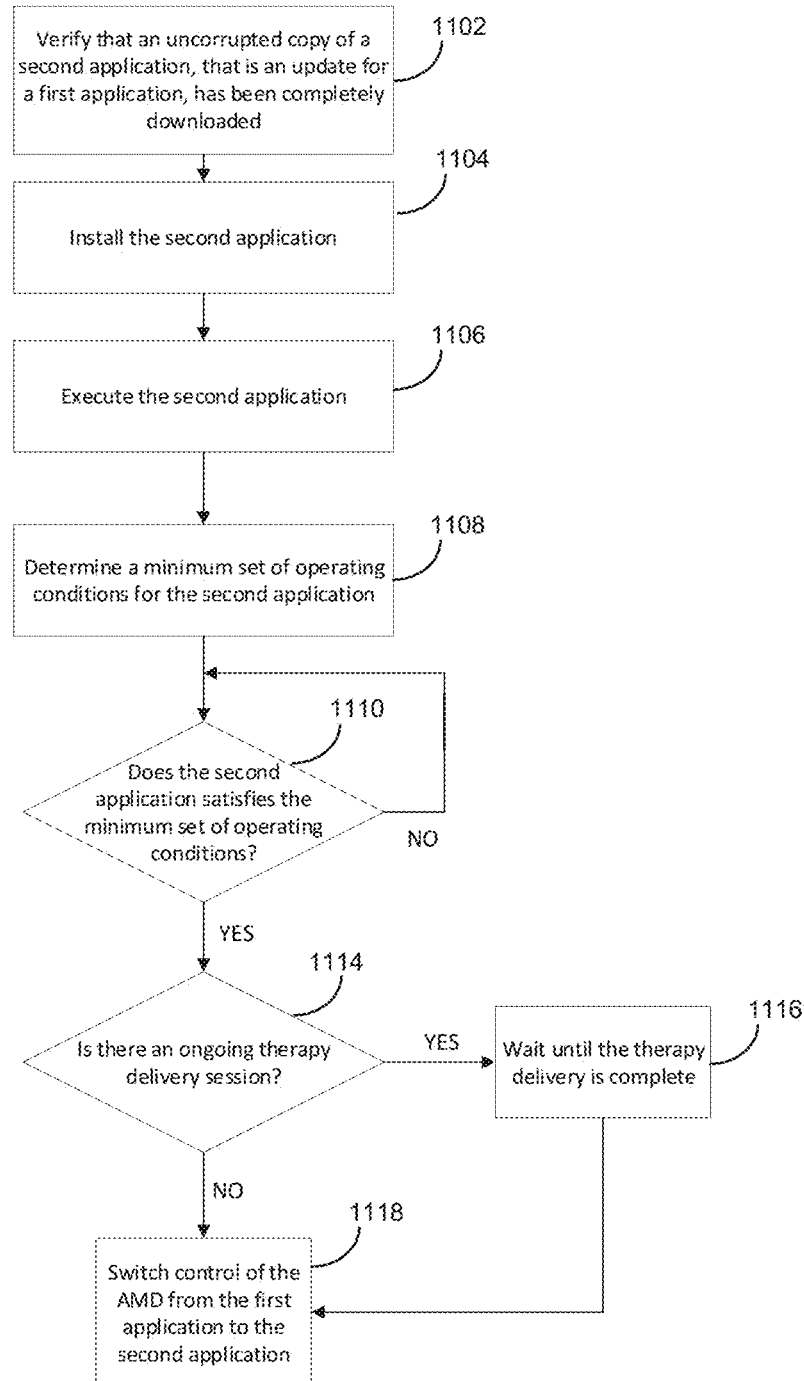 1102
Verify that an uncorrupted copy of a
second application, that is an update for
a first application, has been completely
downloaded
1104
Install the second application
1106
Execute the second application
1108
Determine a minimum set of operating
conditions for the second application
1110
Does the second
application satisfies the
minimum set of operating
conditions?
NO
YES
1114
Is there an ongoing therapy
delivery session?
YES
1116
Wait until the therapy
delivery is complete
NO
1118
Switch control of the
AMD from the first
application to the
second application